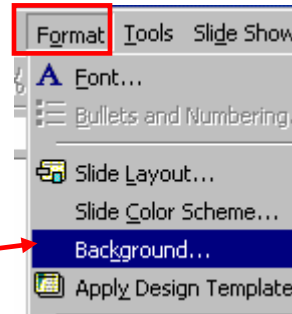 Format Tools Slide Show
Font...
Bullets and Numbering.
Slide Layout...
Slide Color Scheme...
Background...
Apply Design Template